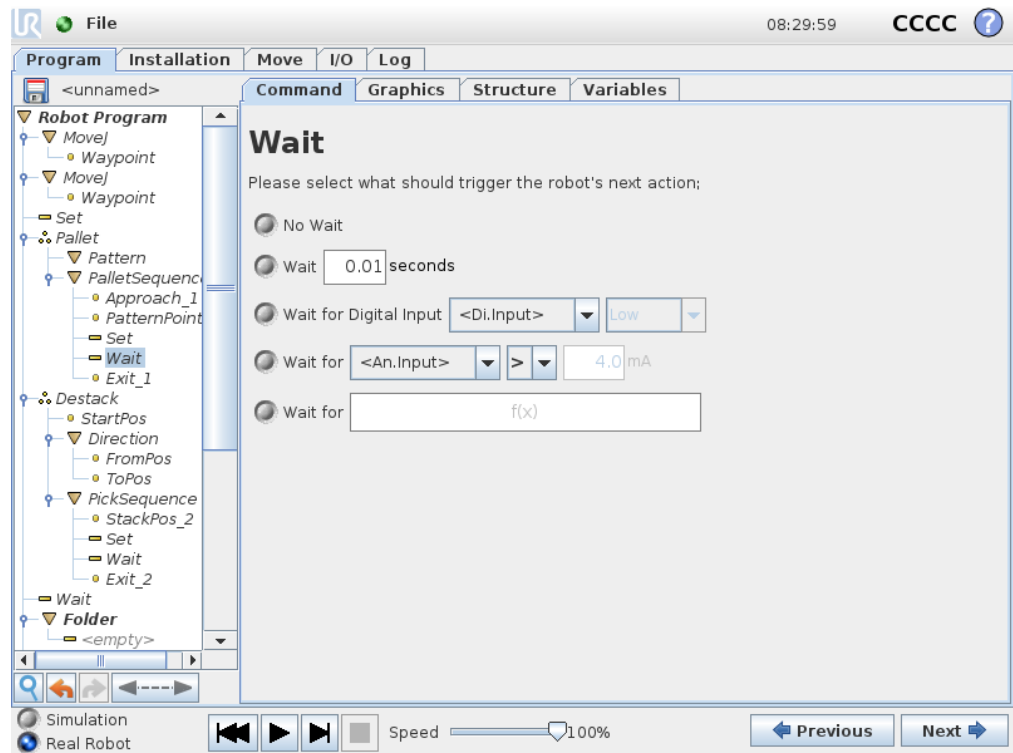 UR File 08:29:59 CCCC ?
Program Installation Move I/O Log
<unnamed> Command Graphics Structure Variables
Robot Program
MoveJ
Waypoint
MoveJ
Waypoint
Set
Pallet
Pattern
PalletSequenc
Approach_1
PatternPoint
Set
Wait
Exit_1
Destack
StartPos
Direction
FromPos
ToPos
PickSequence
StackPos_2
Set
Wait
Exit_2
Wait
Folder
<empty>
Wait
Please select what should trigger the robot's next action;
No Wait
Wait 0.01 seconds
Wait for Digital Input <Di.Input> Low
Wait for <An.Input> > 4.0 mA
Wait for f(x)
Simulation
Real Robot
Speed 100% Previous Next